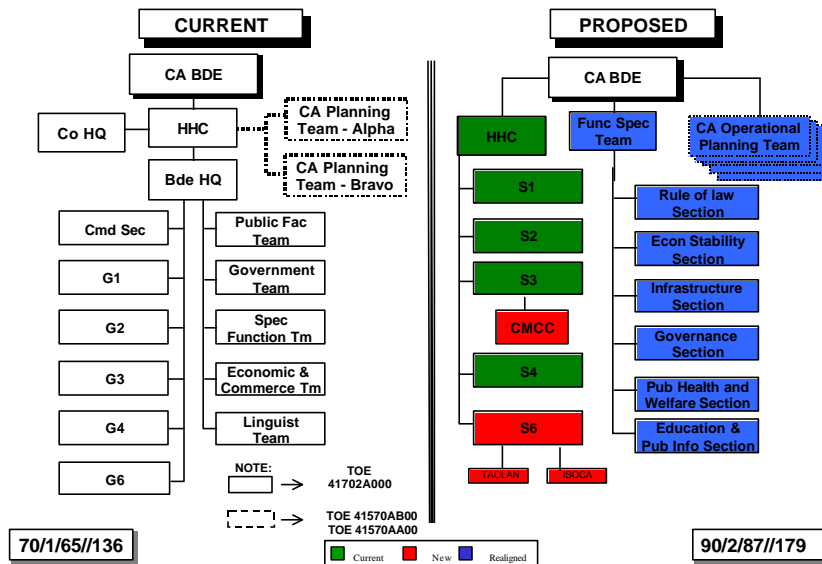 CURRENT
CA BDE
Co HQ
HHC
CA Planning
Team - Alpha
CA Planning
Team - Bravo
Bde HQ
Cmd Sec
G1
G2
G3
G4
G6
Public Fac
Team
Government
Team
Spec
Function Tm
Economic &
Commerce Tm
Linguist
Team
NOTE:
TOE
41702A000
TOE 41570AB00
TOE 41570AA00
70/1/65//136
PROPOSED
CA BDE
HHC
Func Spec
Team
CA Operational
Planning Team
S1
S2
S3
CMCC
S4
S6
TACLAN
ISOCA
Rule of law
Section
Econ Stability
Section
Infrastructure
Section
Governance
Section
Pub Health and
Welfare Section
Education &
Pub Info Section
Current
New
Realigned
90/2/87//179